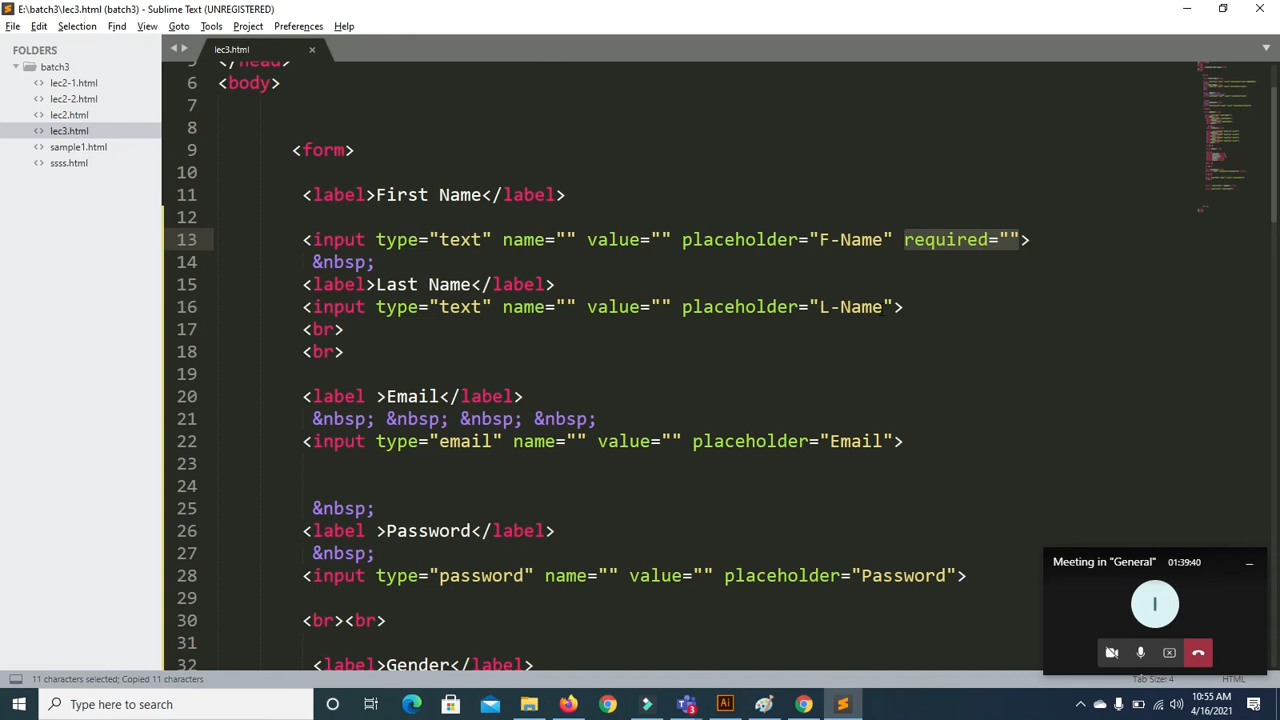 E:\batch3\lec3.html (batch3) - Sublime Text (UNREGISTERED)
File Edit Selection Find View Goto Tools Project Preferences Help
FOLDERS
batch3
lec2-1.html
lec2-2.html
lec2.html
lec3.html
sample1.html
ssss.html
lec3.html
5 </head>
6 <body>
7
8
9 <form>
10
11 <label>First Name</label>
12
13 <input type="text" name="" value="" placeholder="F-Name" required="">
14 &nbsp;
15 <label>Last Name</label>
16 <input type="text" name="" value="" placeholder="L-Name">
17 <br>
18 <br>
19
20 <label >Email</label>
21 &nbsp; &nbsp; &nbsp; &nbsp;
22 <input type="email" name="" value="" placeholder="Email">
23
24
25 &nbsp;
26 <label >Password</label>
27 &nbsp;
28 <input type="password" name="" value="" placeholder="Password">
29
30 <br><br>
31
32 <label>Gender</label>
Meeting in "General" 01:39:40
I
11 characters selected; Copied 11 characters
Tab Size: 4 HTML
Type here to search
10:55 AM
4/16/2021